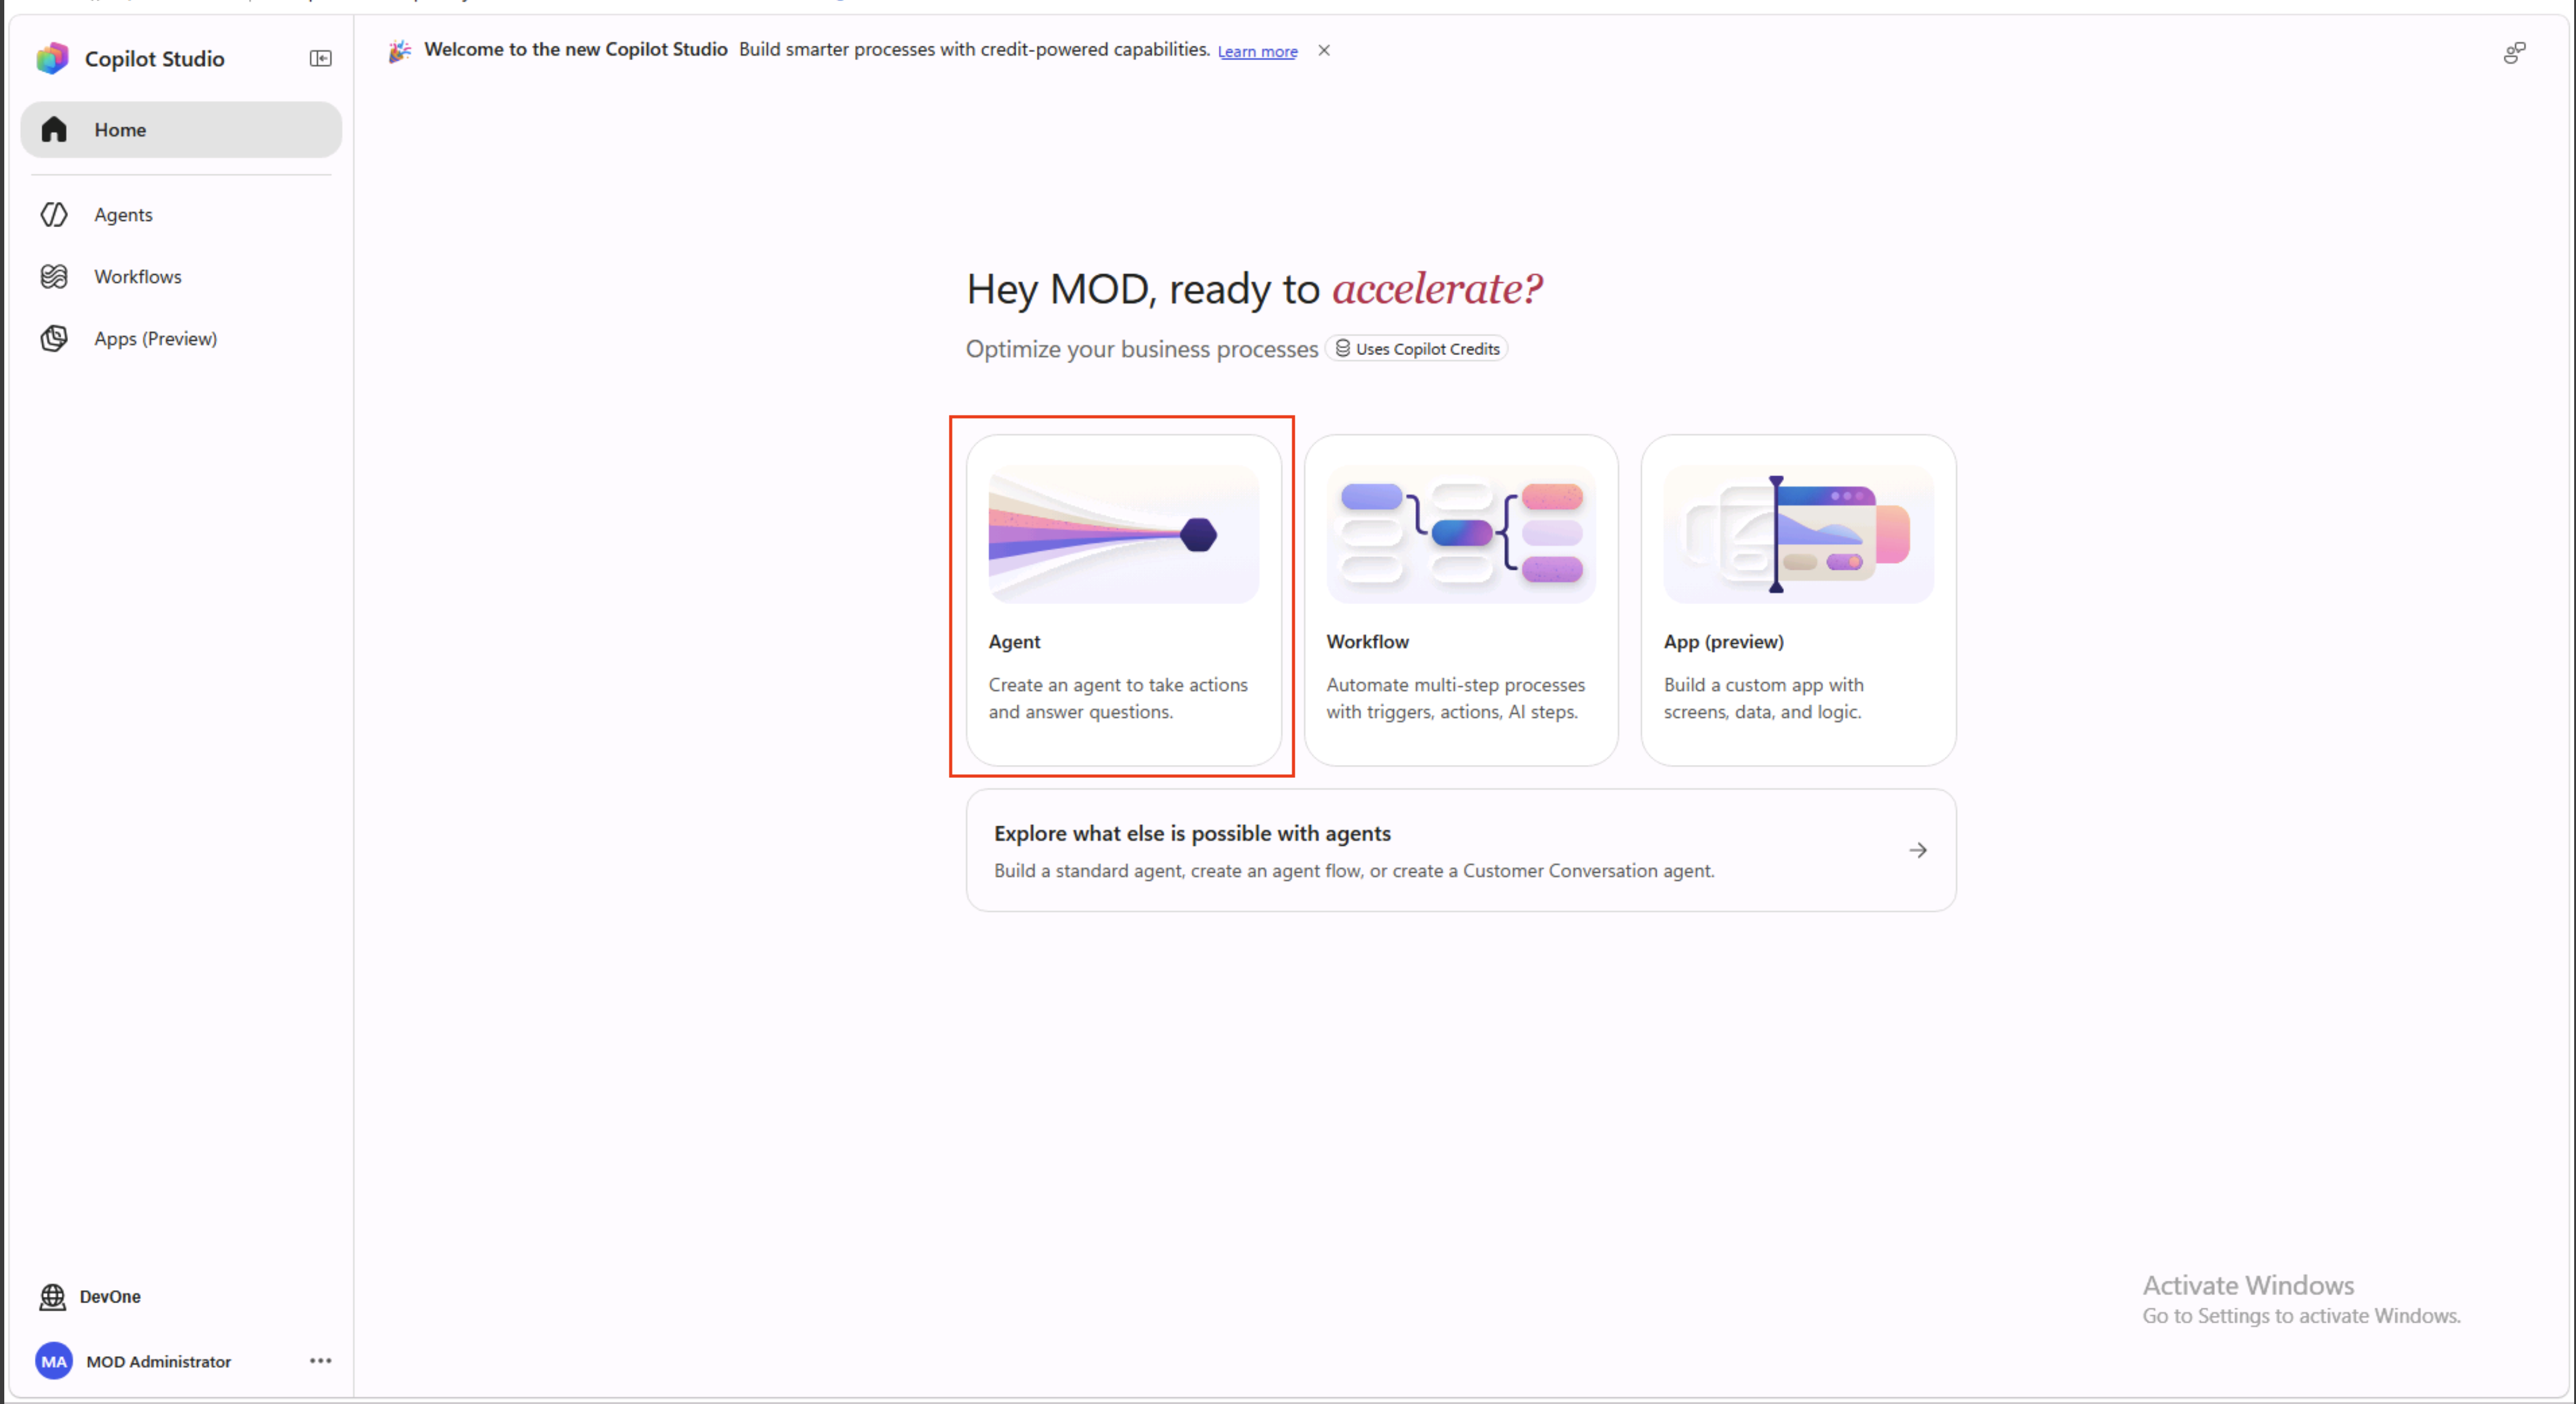 Copilot Studio
Welcome to the new Copilot Studio Build smarter processes with credit-powered capabilities. Learn more
Home
Agents
Workflows
Apps (Preview)
Hey MOD, ready to accelerate?
Optimize your business processes Uses Copilot Credits
Agent
Create an agent to take actions
and answer questions.
Workflow
Automate multi-step processes
with triggers, actions, AI steps.
App (preview)
Build a custom app with
screens, data, and logic.
Explore what else is possible with agents
Build a standard agent, create an agent flow, or create a Customer Conversation agent.
DevOne
MA MOD Administrator
Activate Windows
Go to Settings to activate Windows.